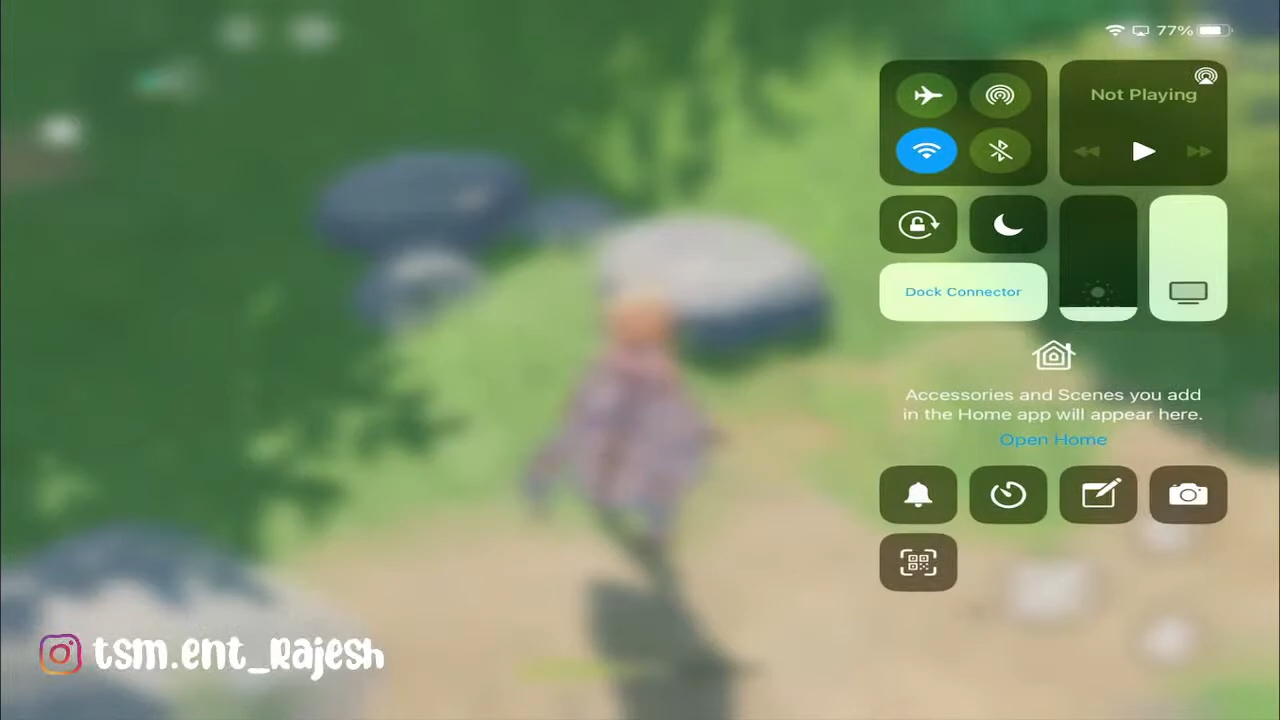 77%
Not Playing
Dock Connector
Accessories and Scenes you add
in the Home app will appear here.
Open Home
tsm.ent_Rajesh